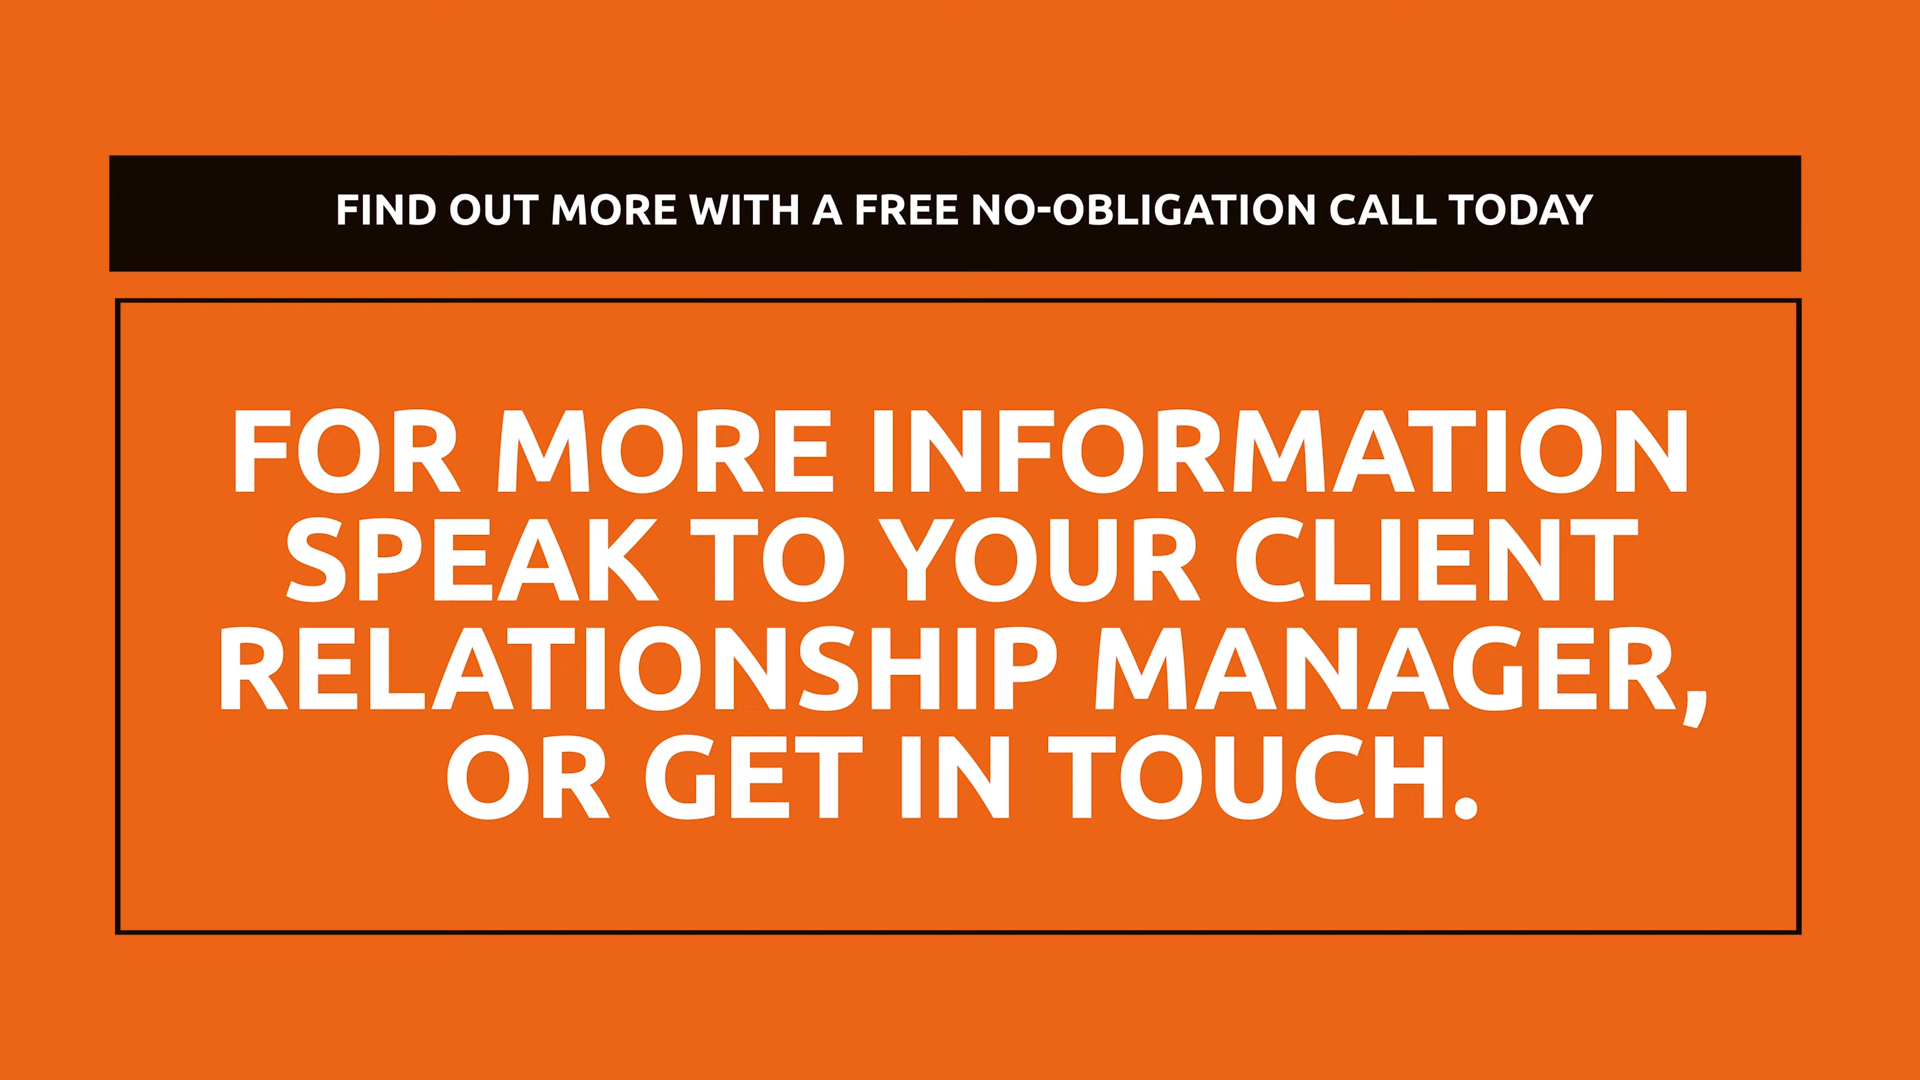 FIND OUT MORE WITH A FREE NO-OBLIGATION CALL TODAY
FOR MORE INFORMATION
SPEAK TO YOUR CLIENT
RELATIONSHIP MANAGER,
OR GET IN TOUCH.